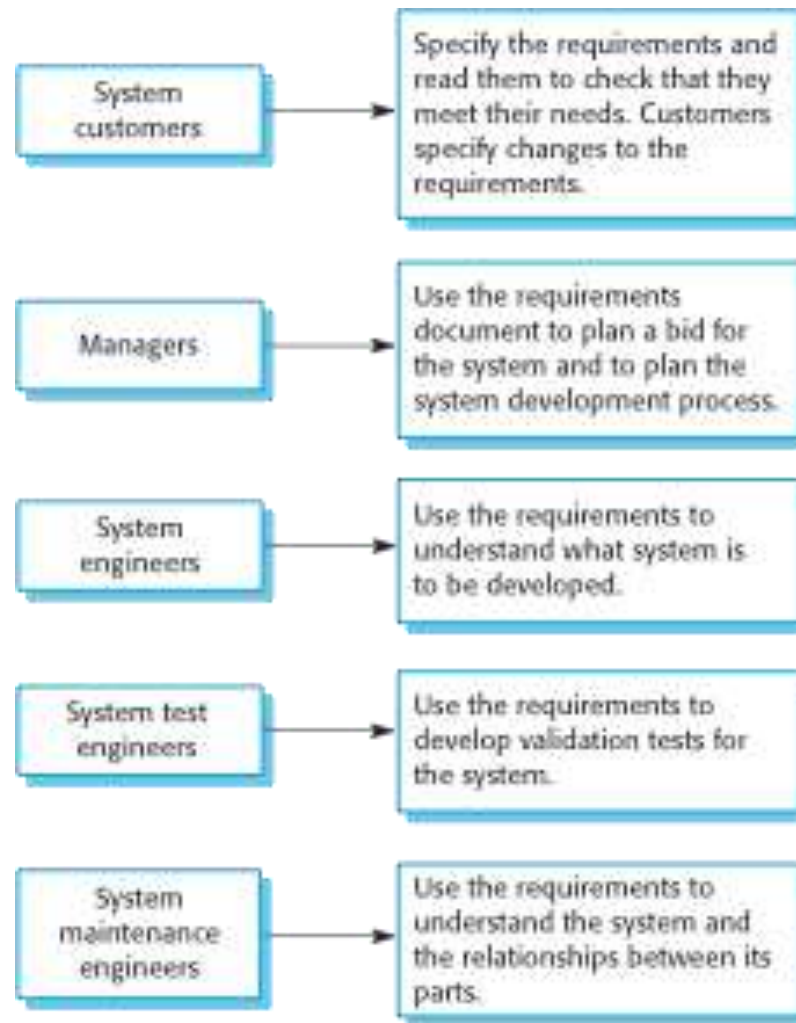 System
customers
Specify the requirements and
read them to check that they
meet their needs. Customers
specify changes to the
requirements.
Managers
Use the requirements
document to plan a bid for
the system and to plan the
system development process.
System
engineers
Use the requirements to
understand what system is
to be developed.
System test
engineers
Use the requirements to
develop validation tests for
the system.
System
maintenance
engineers
Use the requirements to
understand the system and
the relationships between its
parts.